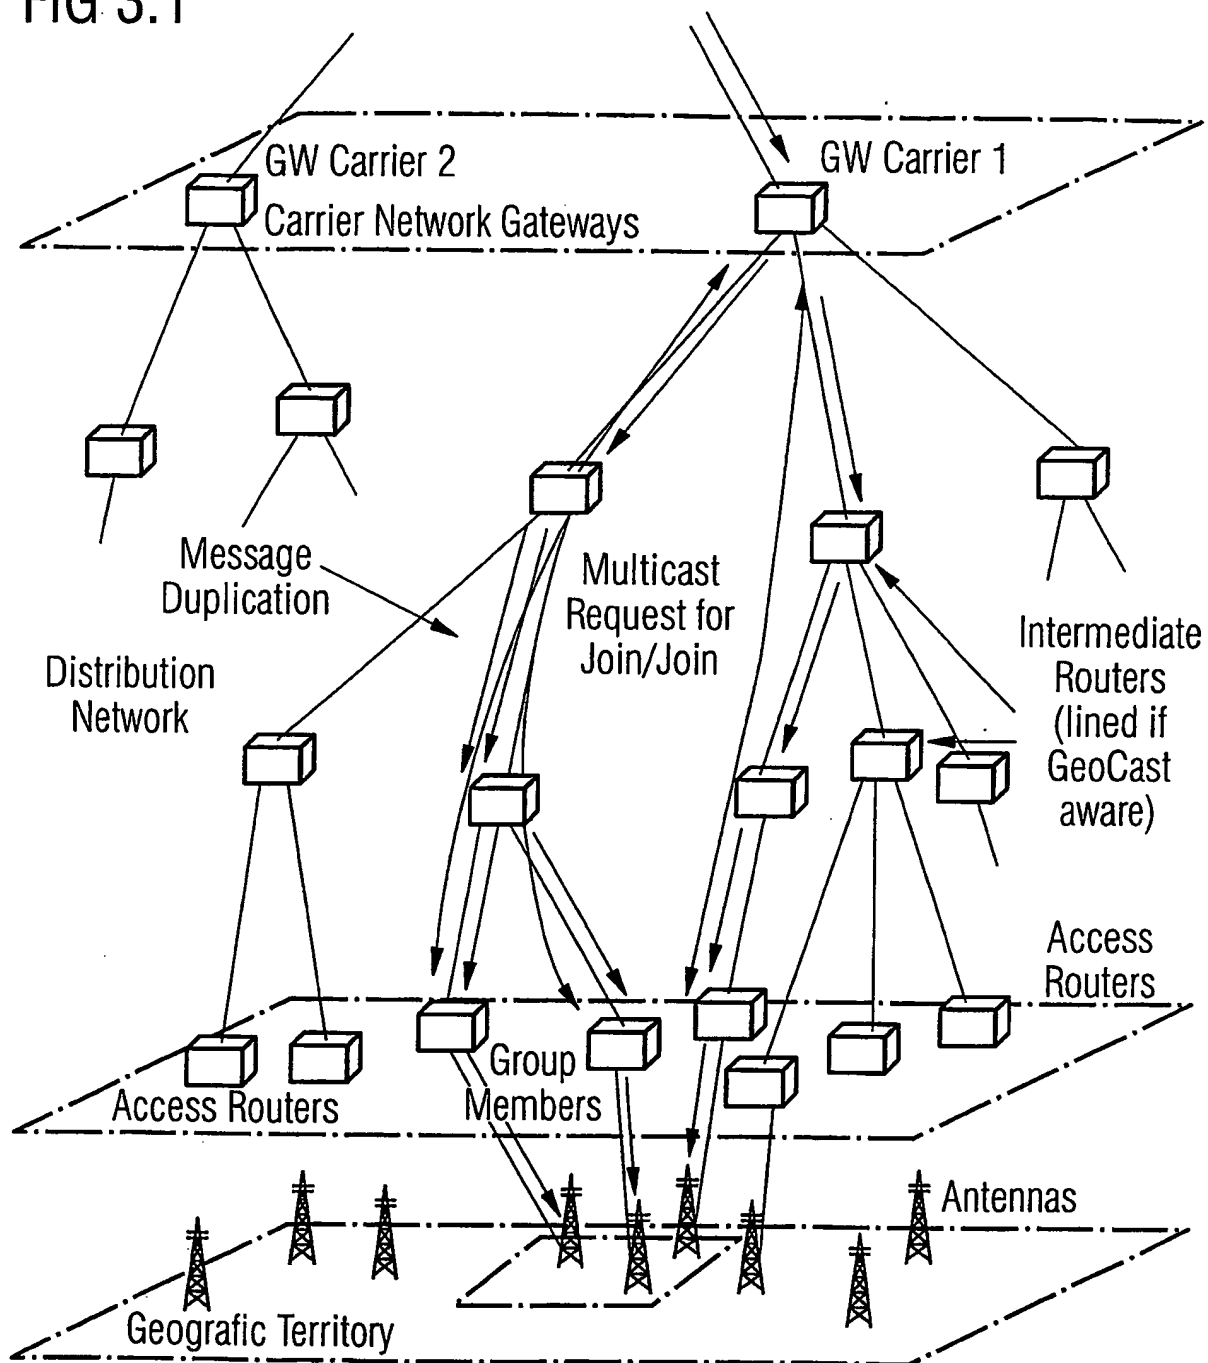 FIG 3.1
GW Carrier 2
GW Carrier 1
Carrier Network Gateways
Message
Duplication
Multicast
Request for
Join/Join
Distribution
Network
Intermediate
Routers
(lined if
GeoCast
aware)
Access
Routers
Group
Members
Access Routers
Antennas
Geografic Territory